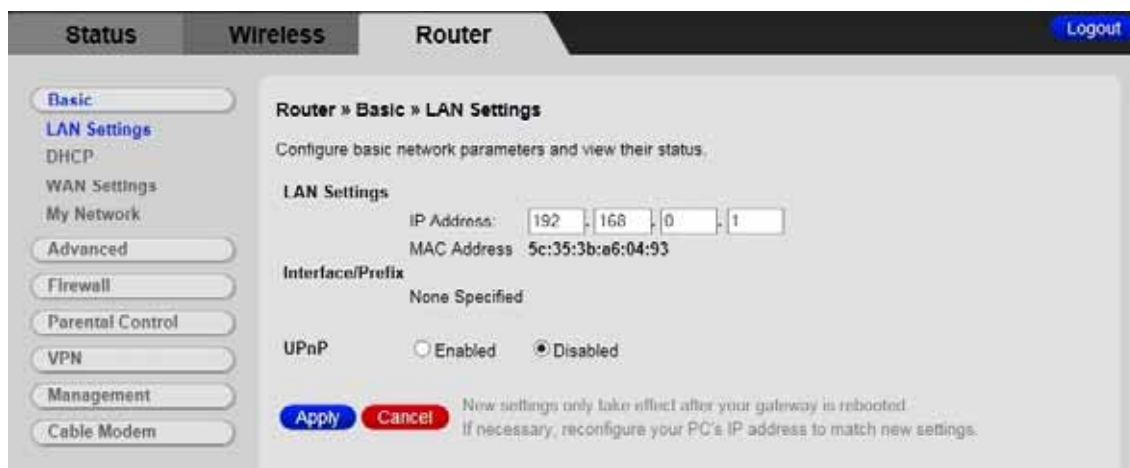 Status Wireless Router Logout
Basic
LAN Settings
DHCP
WAN Settings
My Network
Advanced
Firewall
Parental Control
VPN
Management
Cable Modem
Router » Basic » LAN Settings
Configure basic network parameters and view their status.
LAN Settings
IP Address: 192 . 168 . 0 . 1
MAC Address 5c:35:3b:a6:04:93
Interface/Prefix
None Specified
UPnP Enabled Disabled
Apply Cancel
New settings only take effect after your gateway is rebooted.
If necessary, reconfigure your PC's IP address to match new settings.